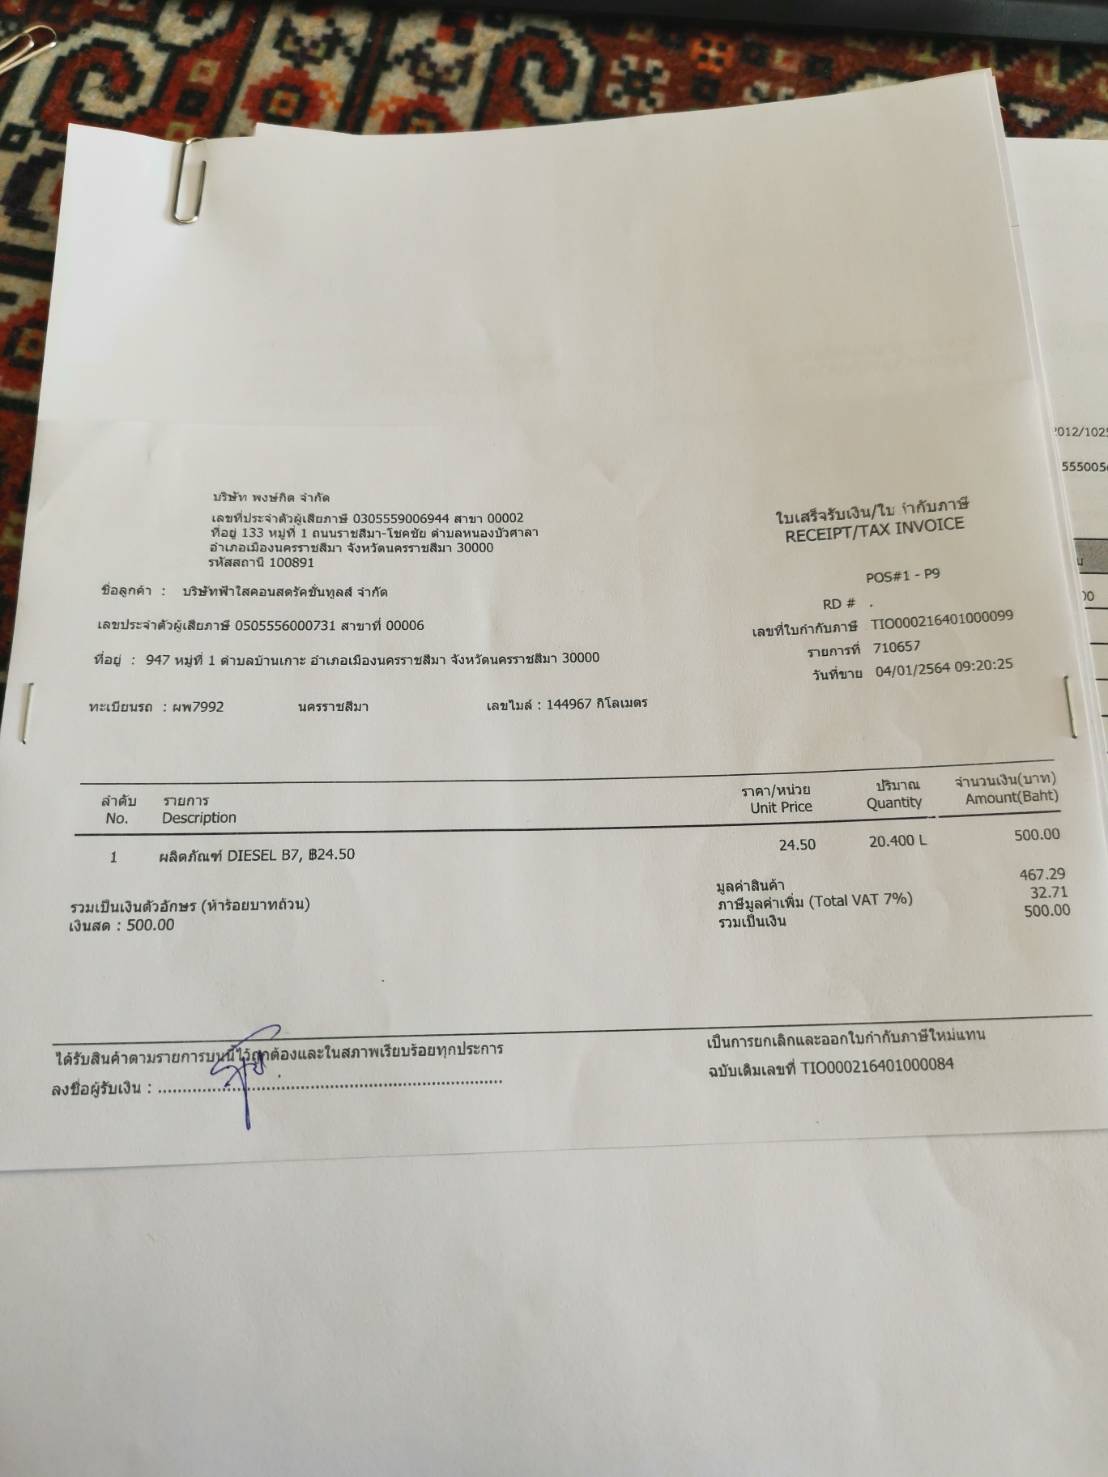 บริษัท พงษ์กิต จำกัด
เลขที่ประจำตัวผู้เสียภาษี 0305559006944 สาขา 00002
ที่อยู่ 133 หมู่ที่ 1 ถนนราชสีมา-โชคชัย ตำบลหนองบัวศาลา
อำเภอเมืองนครราชสีมา จังหวัดนครราชสีมา 30000
รหัสสถานี 100891
ใบเสร็จรับเงิน/ใบ กำกับภาษี
RECEIPT/TAX INVOICE
POS#1 - P9
ชื่อลูกค้า : บริษัทฟ้าใสคอนสตรัคชั่นทูลส์ จำกัด
RD # .
เลขประจำตัวผู้เสียภาษี 0505556000731 สาขาที่ 00006
เลขที่ใบกำกับภาษี TIO000216401000099
ที่อยู่ : 947 หมู่ที่ 1 ตำบลบ้านเกาะ อำเภอเมืองนครราชสีมา จังหวัดนครราชสีมา 30000
รายการที่ 710657
วันที่ขาย 04/01/2564 09:20:25
ทะเบียนรถ : ผพ7992 นครราชสีมา เลขไมล์ : 144967 กิโลเมตร
ลำดับ รายการ ราคา/หน่วย ปริมาณ จำนวนเงิน(บาท)
No. Description Unit Price Quantity Amount(Baht)
1 ผลิตภัณฑ์ DIESEL B7, ฿24.50 24.50 20.400 L 500.00
มูลค่าสินค้า 467.29
รวมเป็นเงินตัวอักษร (ห้าร้อยบาทถ้วน) ภาษีมูลค่าเพิ่ม (Total VAT 7%) 32.71
เงินสด : 500.00 รวมเป็นเงิน 500.00
ได้รับสินค้าตามรายการบนนี้ไว้ถูกต้องและในสภาพเรียบร้อยทุกประการ
เป็นการยกเลิกและออกใบกำกับภาษีใหม่แทน
ลงชื่อผู้รับเงิน : ......................................................................
ฉบับเดิมเลขที่ TIO000216401000084